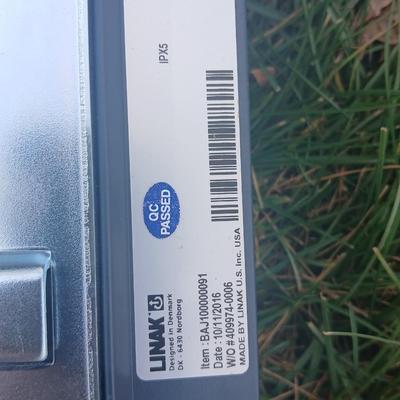 IPX5
QC
PASSED
LINAK
Designed in Denmark
DK - 6430 Nordborg
Item : BAJ100000091
Date : 10/11/2016
W/O #409974-0006
MADE BY LINAK U.S. Inc. USA